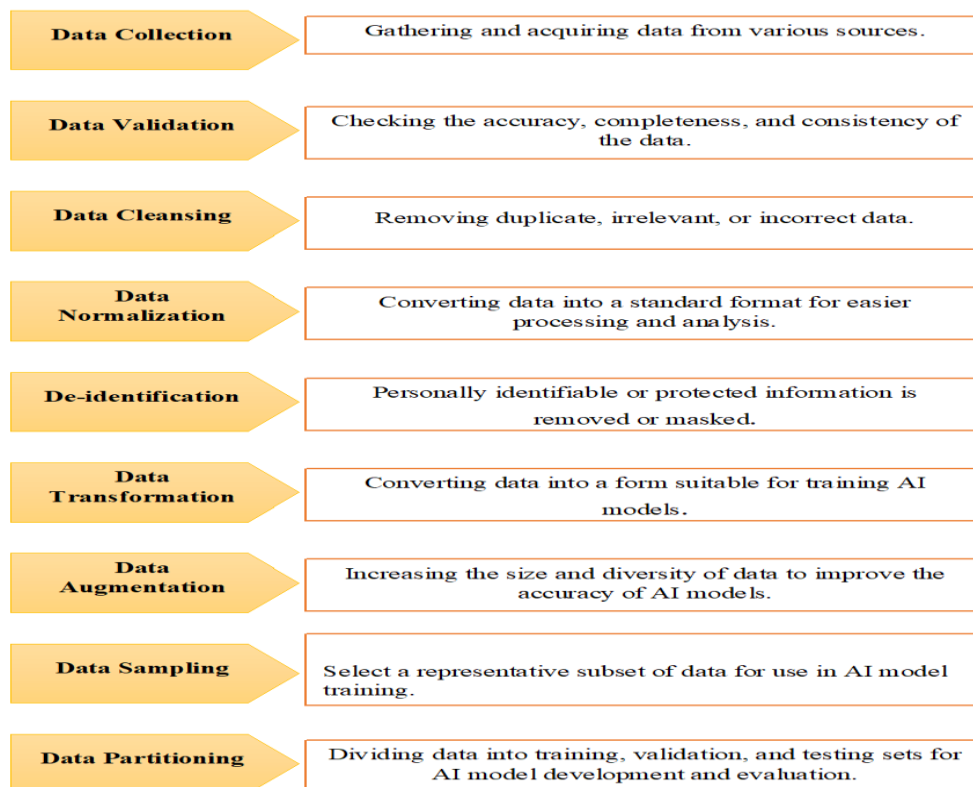 Data Collection
Gathering and acquiring data from various sources.
Data Validation
Checking the accuracy, completeness, and consistency of
the data.
Data Cleansing
Removing duplicate, irrelevant, or incorrect data.
Data
Normalization
Converting data into a standard format for easier
processing and analysis.
De-identification
Personally identifiable or protected information is
removed or masked.
Data
Transformation
Converting data into a form suitable for training AI
models.
Data
Augmentation
Increasing the size and diversity of data to improve the
accuracy of AI models.
Data Sampling
Select a representative subset of data for use in AI model
training.
Data Partitioning
Dividing data into training, validation, and testing sets for
AI model development and evaluation.